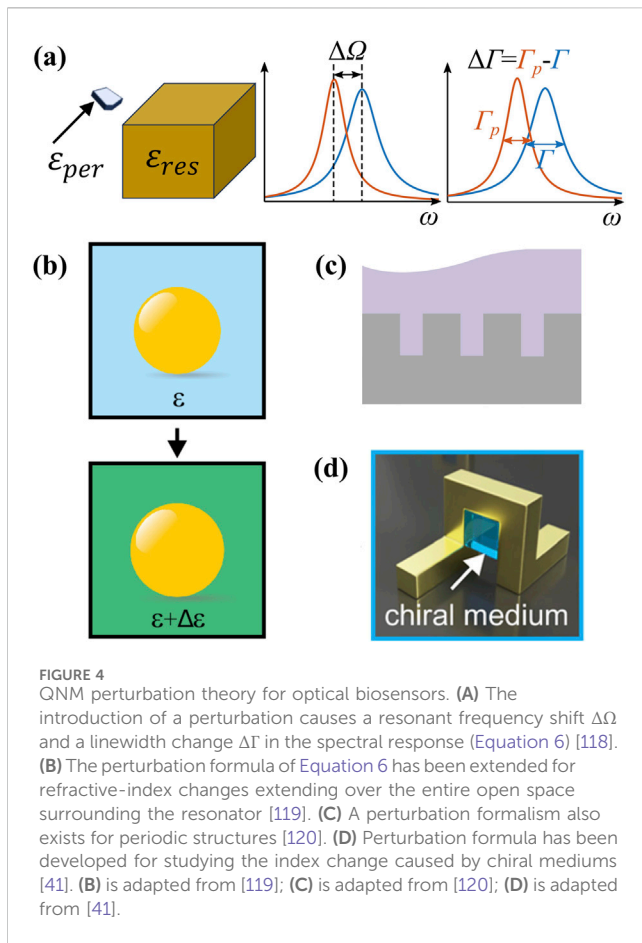 (a)
ε_per
ε_res
ΔΩ
ω
ΔΓ=Γ_p-Γ
Γ_p
Γ
ω
(b)
ε
ε+Δε
(c)
(d)
chiral medium
FIGURE 4
QNM perturbation theory for optical biosensors. (A) The
introduction of a perturbation causes a resonant frequency shift ΔΩ
and a linewidth change ΔΓ in the spectral response (Equation 6) [118].
(B) The perturbation formula of Equation 6 has been extended for
refractive-index changes extending over the entire open space
surrounding the resonator [119]. (C) A perturbation formalism also
exists for periodic structures [120]. (D) Perturbation formula has been
developed for studying the index change caused by chiral mediums
[41]. (B) is adapted from [119]; (C) is adapted from [120]; (D) is adapted
from [41].